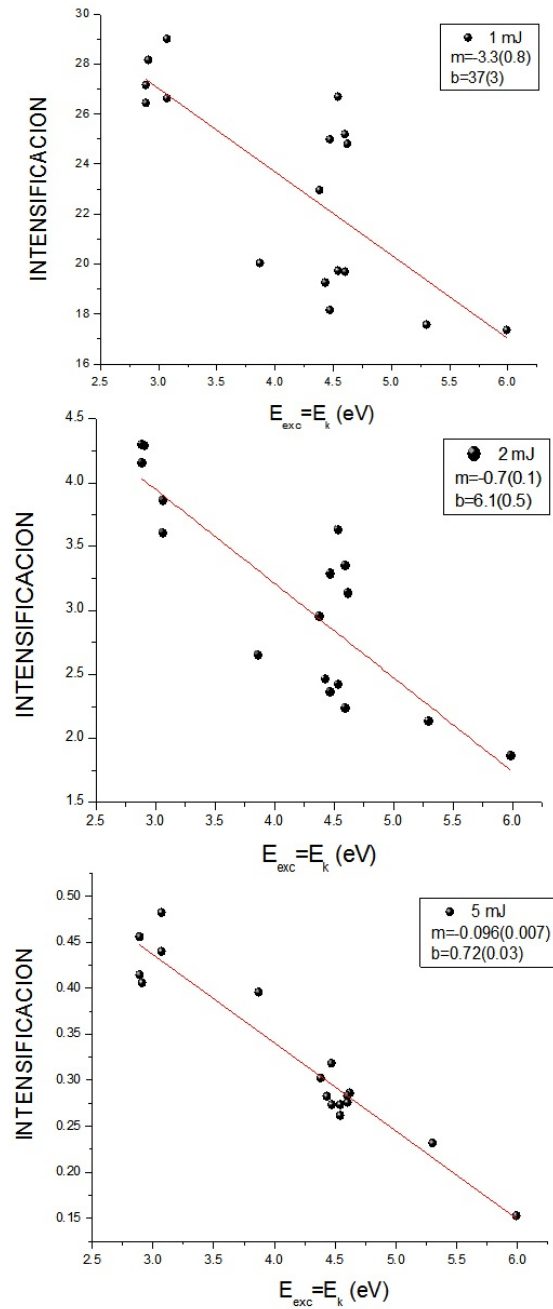 30
28
26
24
22
20
18
16
INTENSIFICACION
1 mJ
m=-3.3(0.8)
b=37(3)
2.5 3.0 3.5 4.0 4.5 5.0 5.5 6.0
E_exc=E_k (eV)
4.5
4.0
3.5
3.0
2.5
2.0
1.5
INTENSIFICACION
2 mJ
m=-0.7(0.1)
b=6.1(0.5)
2.5 3.0 3.5 4.0 4.5 5.0 5.5 6.0
E_exc=E_k (eV)
0.50
0.45
0.40
0.35
0.30
0.25
0.20
0.15
INTENSIFICACION
5 mJ
m=-0.096(0.007)
b=0.72(0.03)
2.5 3.0 3.5 4.0 4.5 5.0 5.5 6.0
E_exc=E_k (eV)